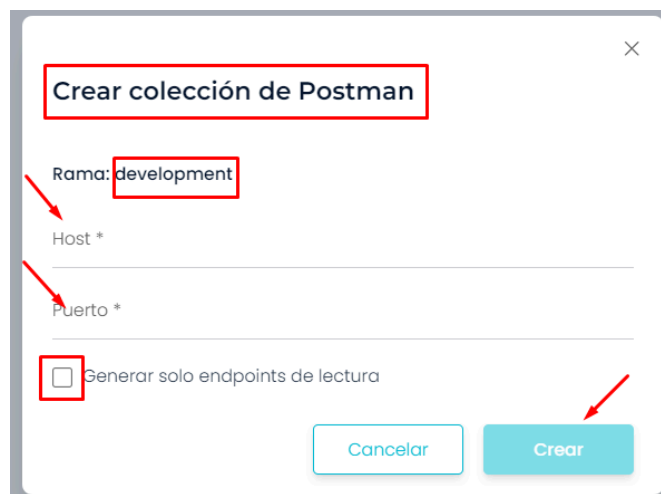 Crear colección de Postman
Rama: development
Host *
Puerto *
Generar solo endpoints de lectura
Cancelar
Crear